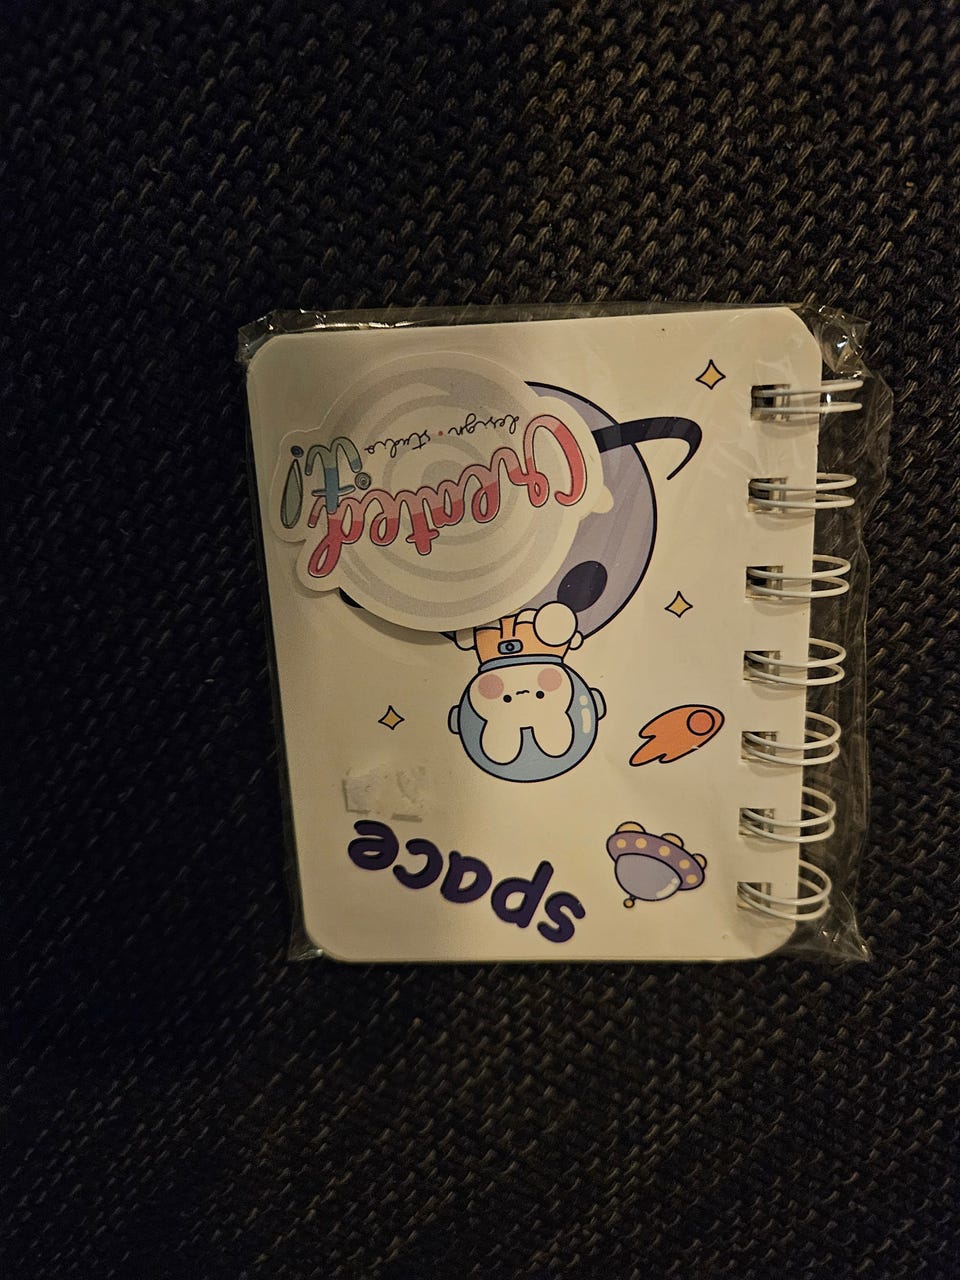 space
Created it!
design • studio